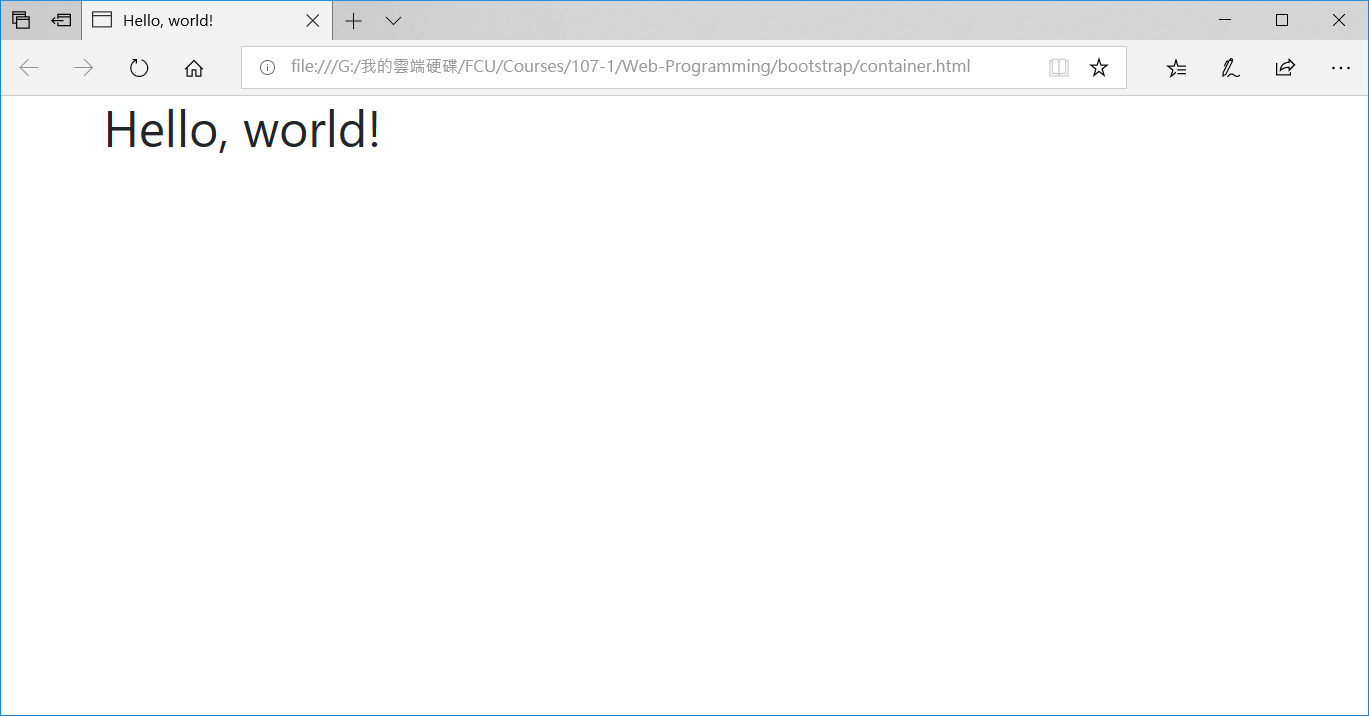 Hello, world!
file:///G:/我的雲端硬碟/FCU/Courses/107-1/Web-Programming/bootstrap/container.html
Hello, world!